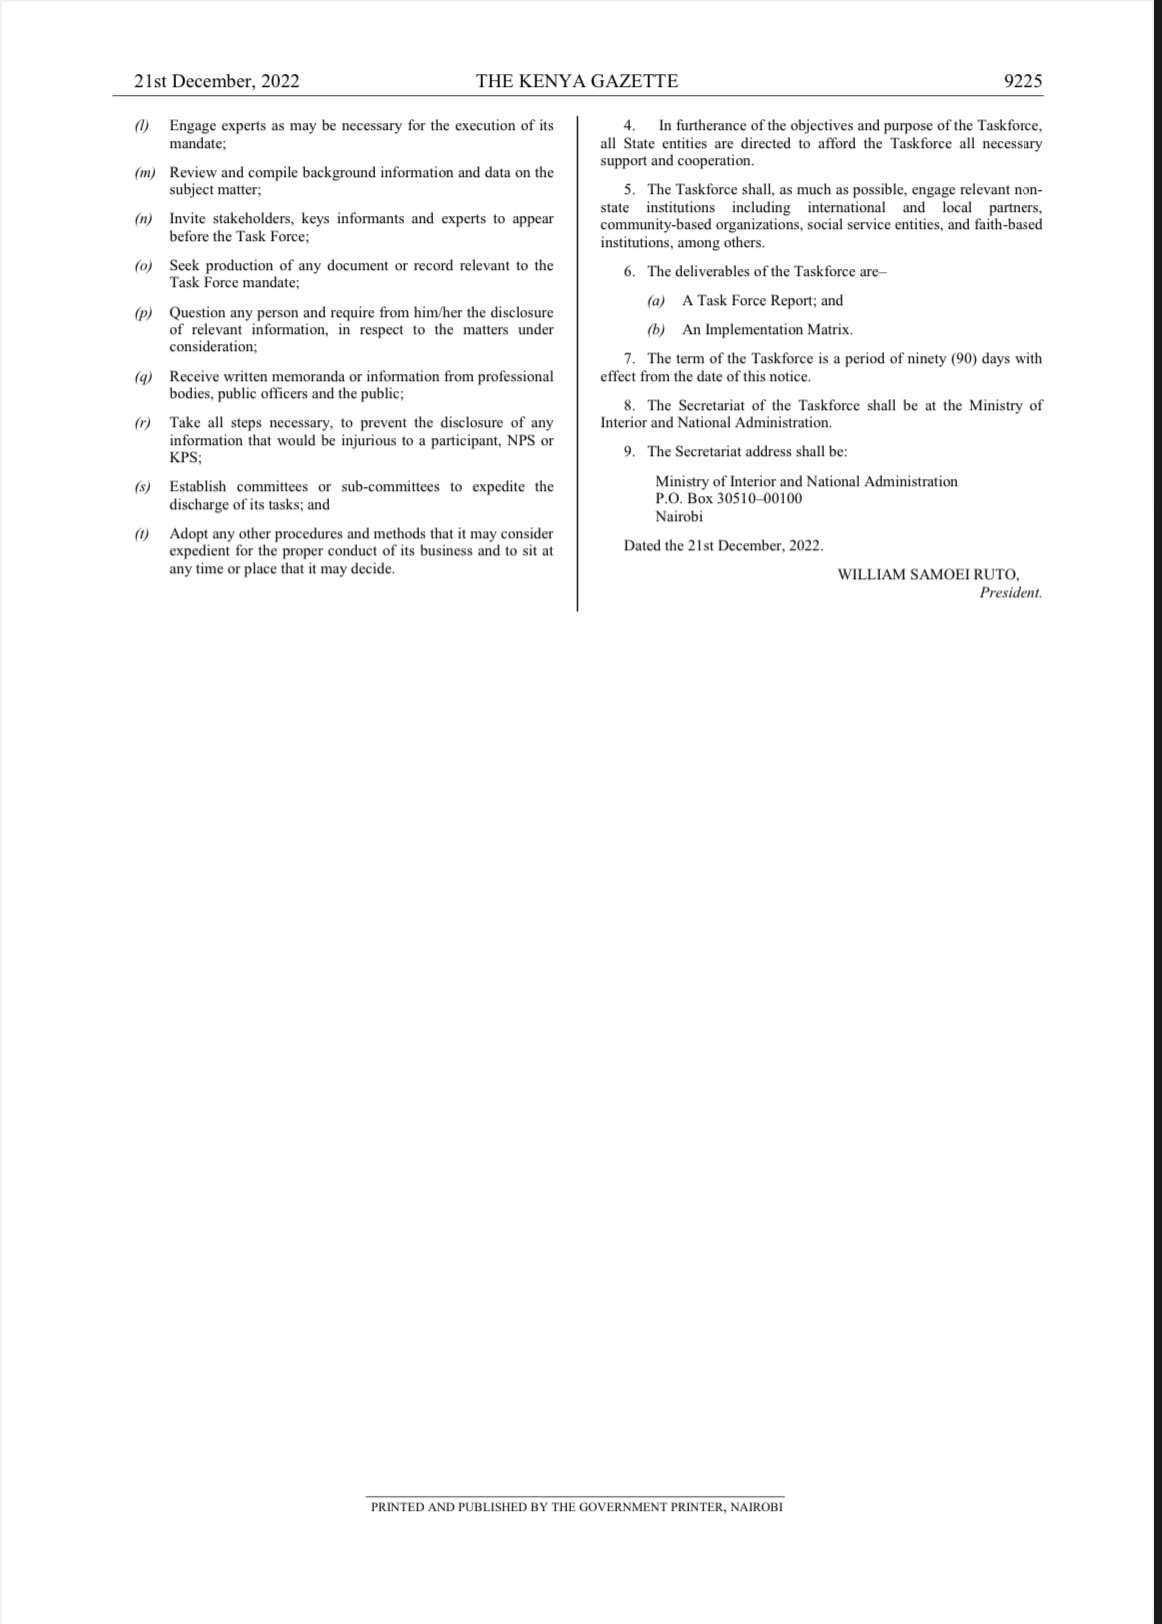 21st December, 2022 THE KENYA GAZETTE 9225
(l) Engage experts as may be necessary for the execution of its
mandate;
(m) Review and compile background information and data on the
subject matter;
(n) Invite stakeholders, keys informants and experts to appear
before the Task Force;
(o) Seek production of any document or record relevant to the
Task Force mandate;
(p) Question any person and require from him/her the disclosure
of relevant information, in respect to the matters under
consideration;
(q) Receive written memoranda or information from professional
bodies, public officers and the public;
(r) Take all steps necessary, to prevent the disclosure of any
information that would be injurious to a participant, NPS or
KPS;
(s) Establish committees or sub-committees to expedite the
discharge of its tasks; and
(t) Adopt any other procedures and methods that it may consider
expedient for the proper conduct of its business and to sit at
any time or place that it may decide.
4. In furtherance of the objectives and purpose of the Taskforce,
all State entities are directed to afford the Taskforce all necessary
support and cooperation.
5. The Taskforce shall, as much as possible, engage relevant non-
state institutions including international and local partners,
community-based organizations, social service entities, and faith-based
institutions, among others.
6. The deliverables of the Taskforce are–
(a) A Task Force Report; and
(b) An Implementation Matrix.
7. The term of the Taskforce is a period of ninety (90) days with
effect from the date of this notice.
8. The Secretariat of the Taskforce shall be at the Ministry of
Interior and National Administration.
9. The Secretariat address shall be:
Ministry of Interior and National Administration
P.O. Box 30510–00100
Nairobi
Dated the 21st December, 2022.
WILLIAM SAMOEI RUTO,
President.
PRINTED AND PUBLISHED BY THE GOVERNMENT PRINTER, NAIROBI